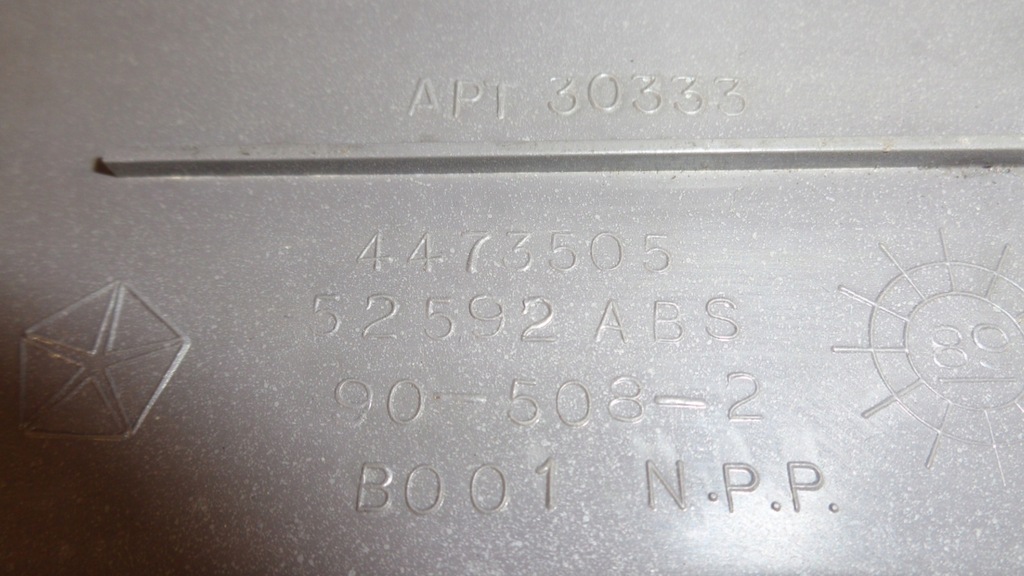 APT 30333
4473505
52592 ABS
90-508-2
B001 N.P.P.
89